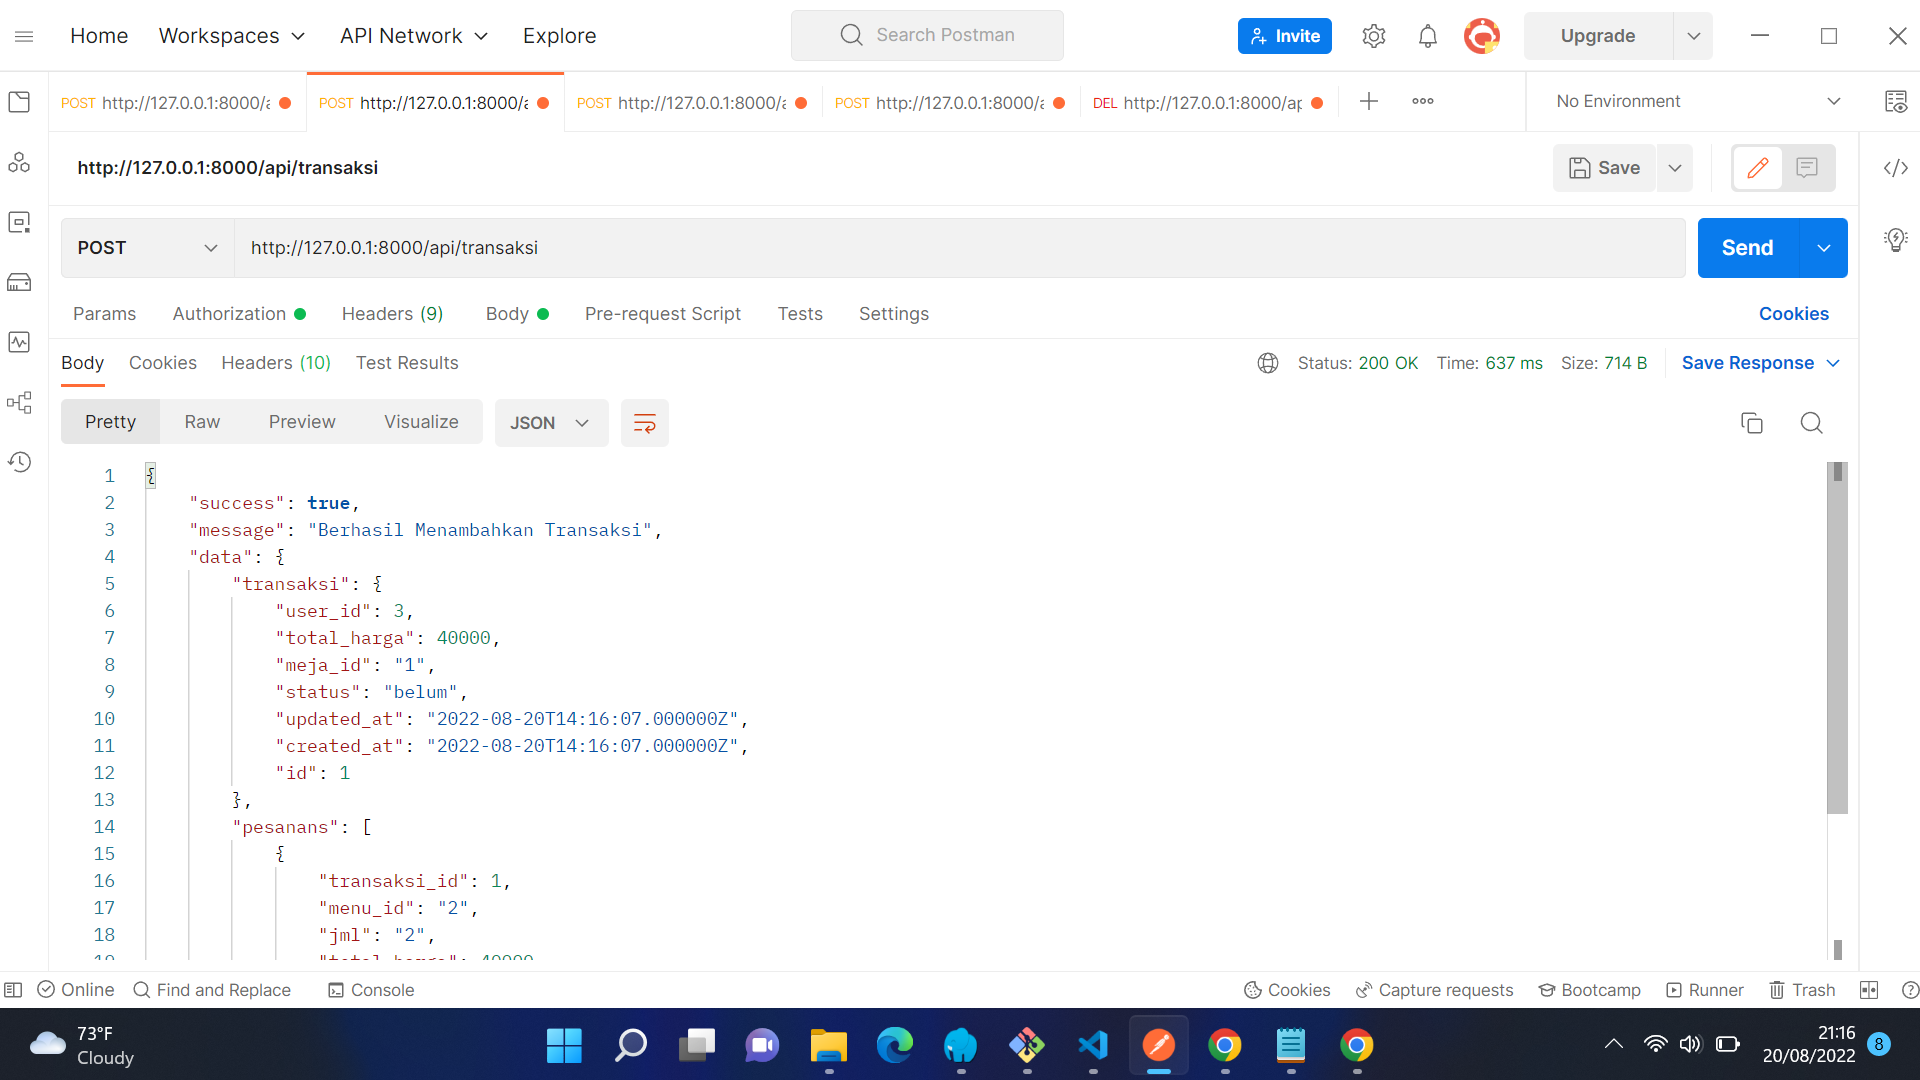 Home Workspaces API Network Explore Search Postman Invite Upgrade
POST http://127.0.0.1:8000/a POST http://127.0.0.1:8000/a POST http://127.0.0.1:8000/a POST http://127.0.0.1:8000/a DEL http://127.0.0.1:8000/ap No Environment
http://127.0.0.1:8000/api/transaksi Save
POST http://127.0.0.1:8000/api/transaksi Send
Params Authorization Headers (9) Body Pre-request Script Tests Settings Cookies
Body Cookies Headers (10) Test Results Status: 200 OK Time: 637 ms Size: 714 B Save Response
Pretty Raw Preview Visualize JSON
1 {
2 "success": true,
3 "message": "Berhasil Menambahkan Transaksi",
4 "data": {
5 "transaksi": {
6 "user_id": 3,
7 "total_harga": 40000,
8 "meja_id": "1",
9 "status": "belum",
10 "updated_at": "2022-08-20T14:16:07.000000Z",
11 "created_at": "2022-08-20T14:16:07.000000Z",
12 "id": 1
13 },
14 "pesanans": [
15 {
16 "transaksi_id": 1,
17 "menu_id": "2",
18 "jml": "2",
19 "total_harga": 40000
Online Find and Replace Console Cookies Capture requests Bootcamp Runner Trash
73°F
Cloudy
21:16
20/08/2022
8